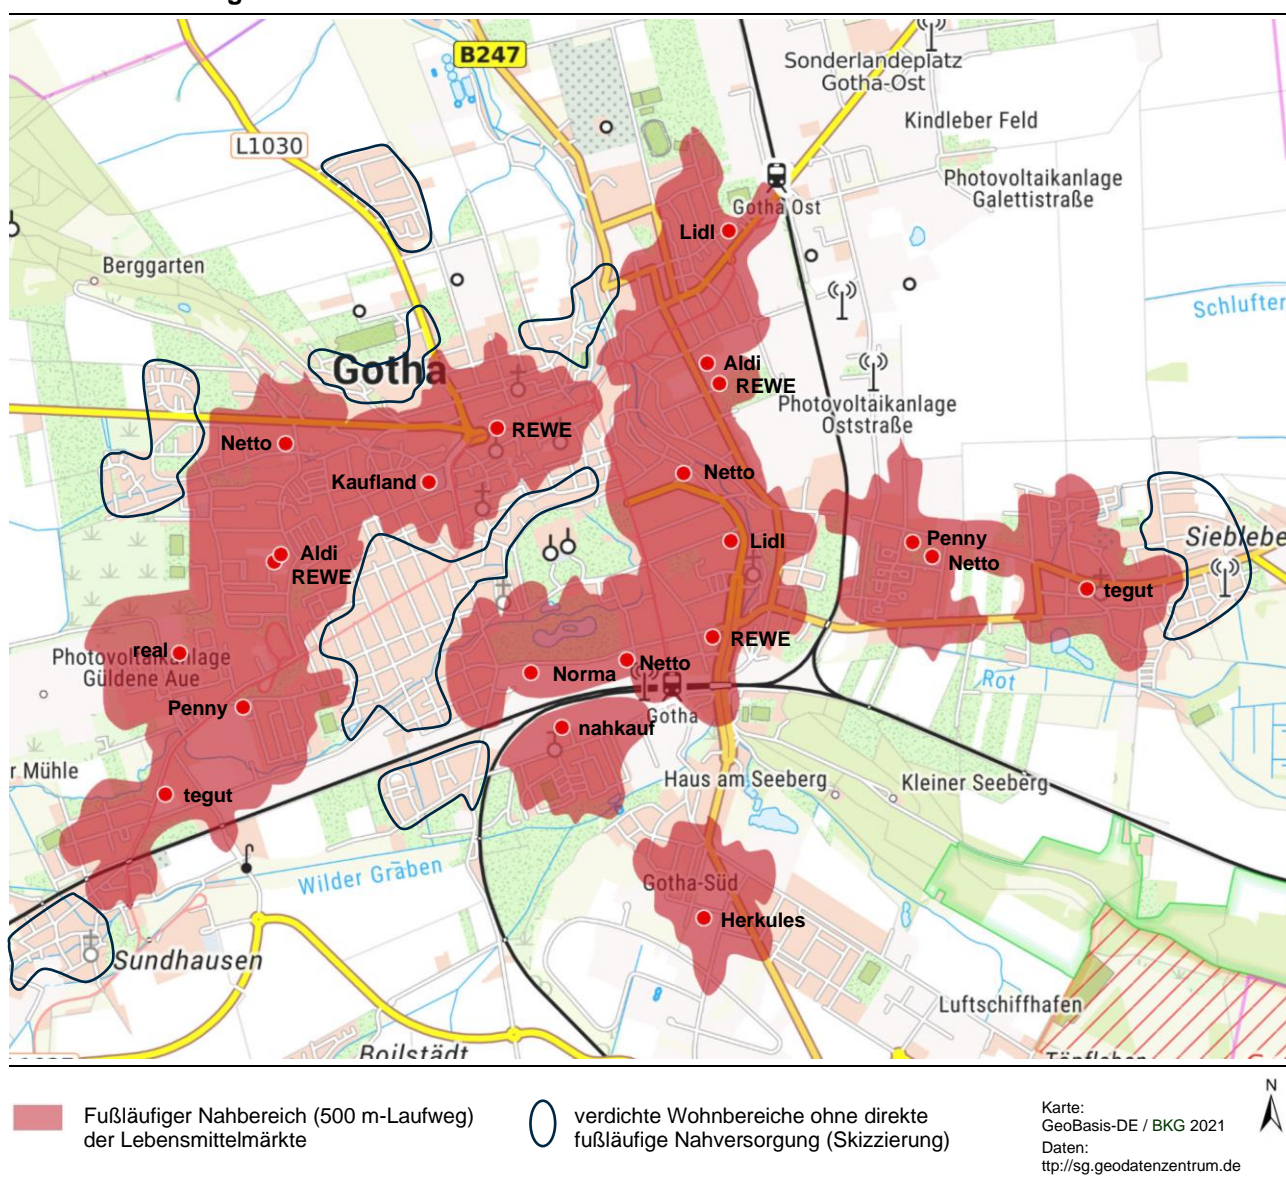 B247
Sonderlandeplatz
Gotha-Ost
Kindleber Feld
L1030
Photovoltaikanlage
Galettistraße
Gotha Ost
Lidl
Berggarten
Schlufter
Gotha
Aldi
REWE
Photovoltaikanlage
Oststraße
Netto
REWE
Kaufland
Netto
Lidl
Penny
Netto
Sieblebe
tegut
Aldi
REWE
real
Photovoltaikanlage
Güldene Aue
REWE
Netto
Norma
Rot
Penny
Gotha
nahkauf
r Mühle
tegut
Haus am Seeberg
Kleiner Seeberg
Wilder Gräben
Gotha-Süd
Herkules
Sundhausen
Luftschiffhafen
Boilstädt
Töpfleben
Fußläufiger Nahbereich (500 m-Laufweg)
der Lebensmittelmärkte
verdichte Wohnbereiche ohne direkte
fußläufige Nahversorgung (Skizzierung)
Karte:
GeoBasis-DE / BKG 2021
Daten:
ttp://sg.geodatenzentrum.de
N